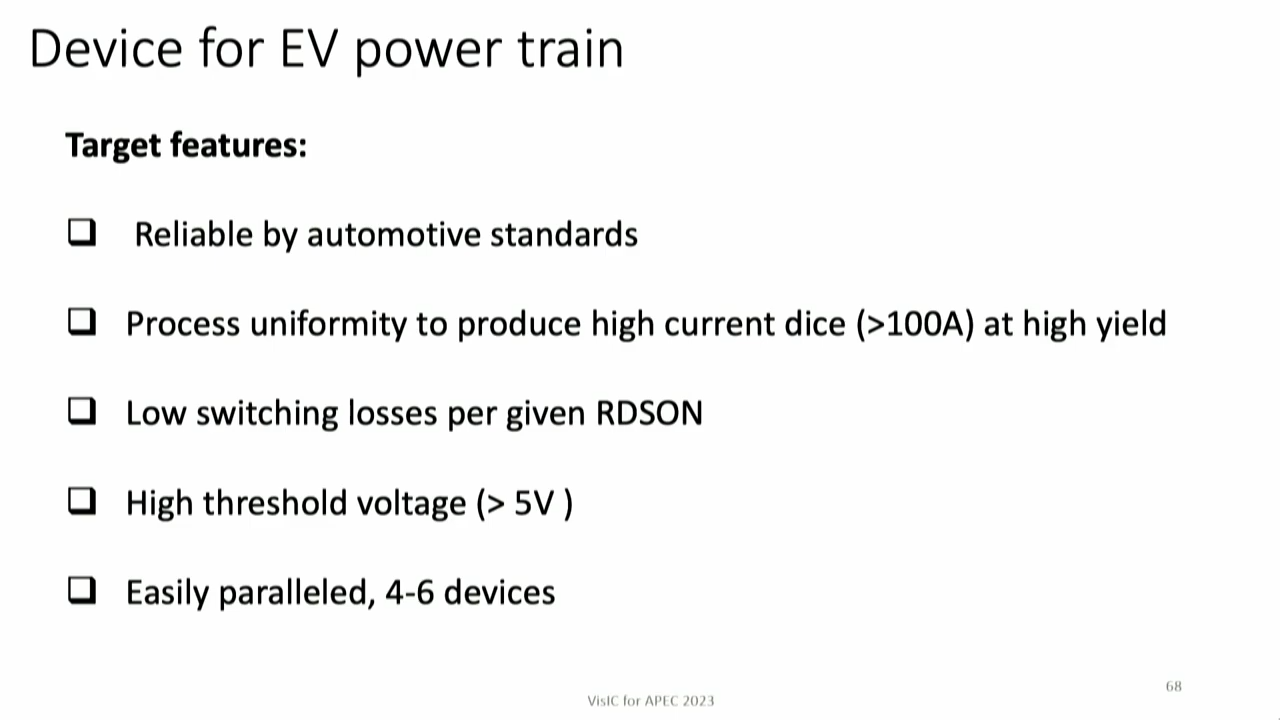 Device for EV power train
Target features:
❑ Reliable by automotive standards
❑ Process uniformity to produce high current dice (>100A) at high yield
❑ Low switching losses per given RDSON
❑ High threshold voltage (> 5V )
❑ Easily paralleled, 4-6 devices
68
VisIC for APEC 2023